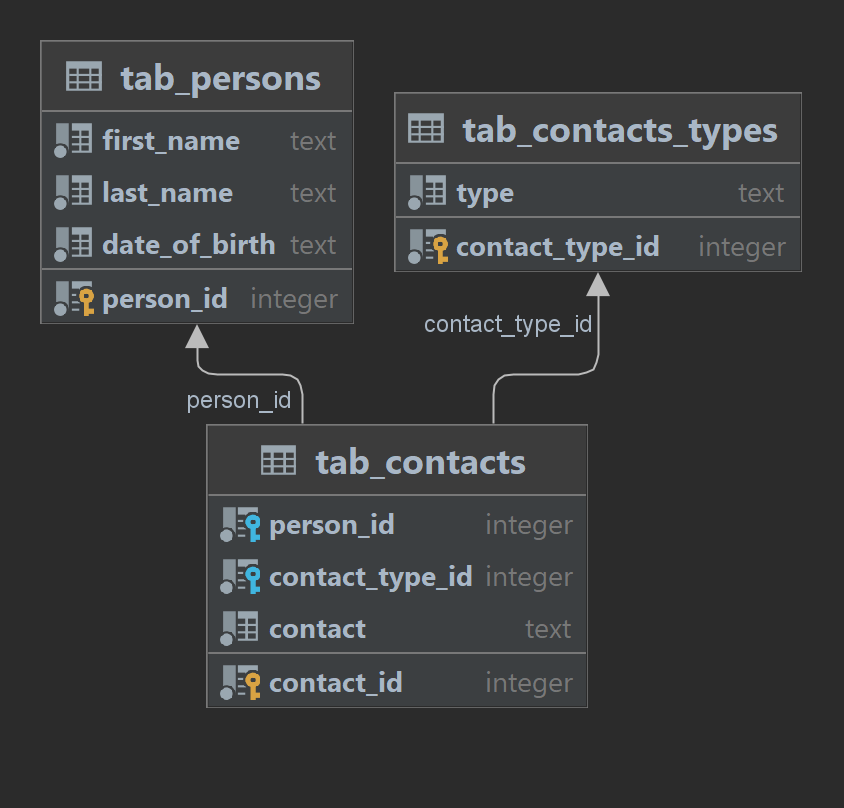 tab_persons
first_name text
last_name text
date_of_birth text
person_id integer
tab_contacts_types
type text
contact_type_id integer
contact_type_id
person_id
tab_contacts
person_id integer
contact_type_id integer
contact text
contact_id integer